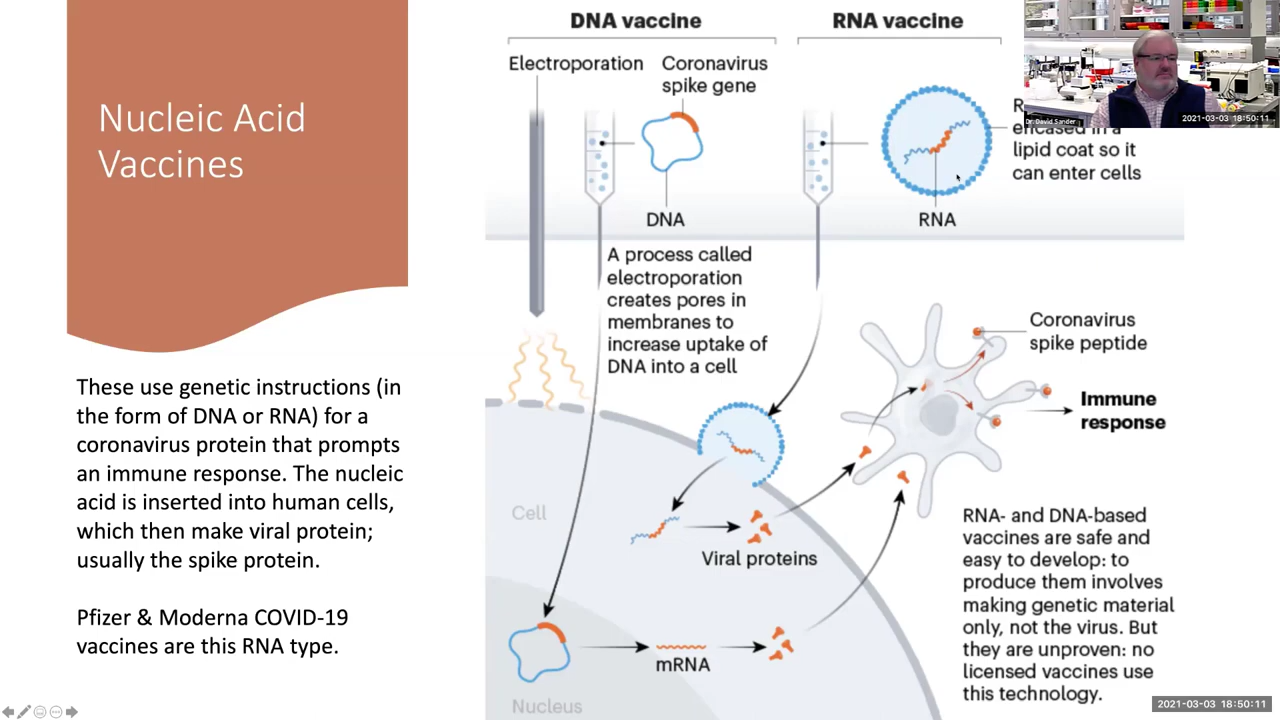 Nucleic Acid
Vaccines
These use genetic instructions (in
the form of DNA or RNA) for a
coronavirus protein that prompts
an immune response. The nucleic
acid is inserted into human cells,
which then make viral protein;
usually the spike protein.
Pfizer & Moderna COVID-19
vaccines are this RNA type.
DNA vaccine
RNA vaccine
Electroporation
Coronavirus
spike gene
DNA
RNA
encased in a
lipid coat so it
can enter cells
Dr. David Sander
2021-03-03 18:50:11
A process called
electroporation
creates pores in
membranes to
increase uptake of
DNA into a cell
Coronavirus
spike peptide
Immune
response
Cell
Viral proteins
mRNA
Nucleus
RNA- and DNA-based
vaccines are safe and
easy to develop: to
produce them involves
making genetic material
only, not the virus. But
they are unproven: no
licensed vaccines use
this technology.
2021-03-03 18:50:11